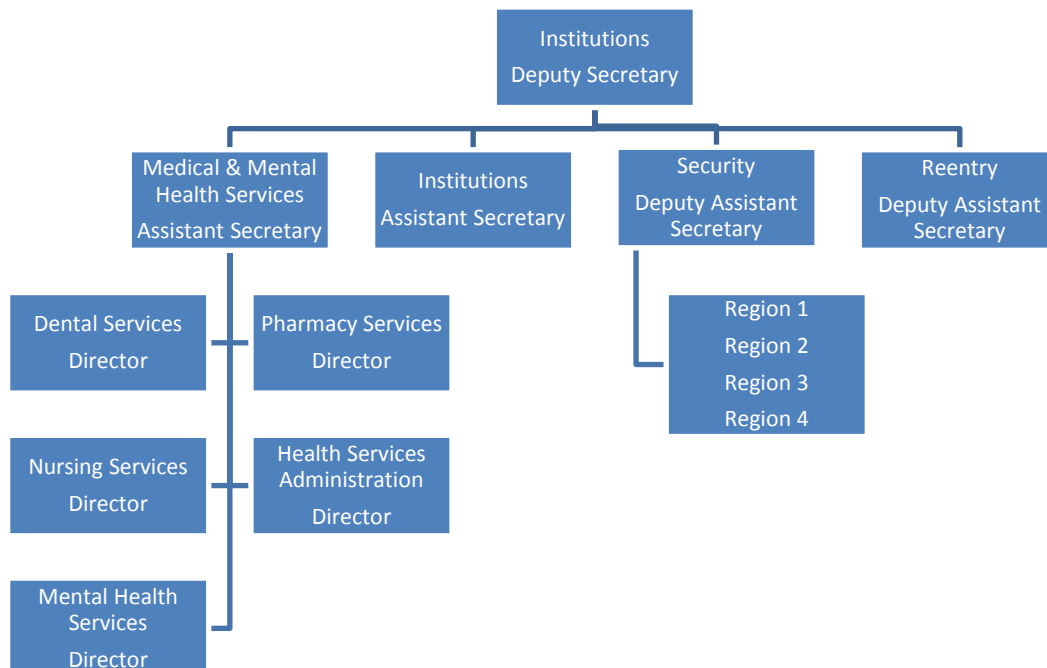 Institutions
Deputy Secretary
Medical & Mental
Health Services
Assistant Secretary
Institutions
Assistant Secretary
Security
Deputy Assistant
Secretary
Reentry
Deputy Assistant
Secretary
Dental Services
Director
Pharmacy Services
Director
Region 1
Region 2
Region 3
Region 4
Nursing Services
Director
Health Services
Administration
Director
Mental Health
Services
Director